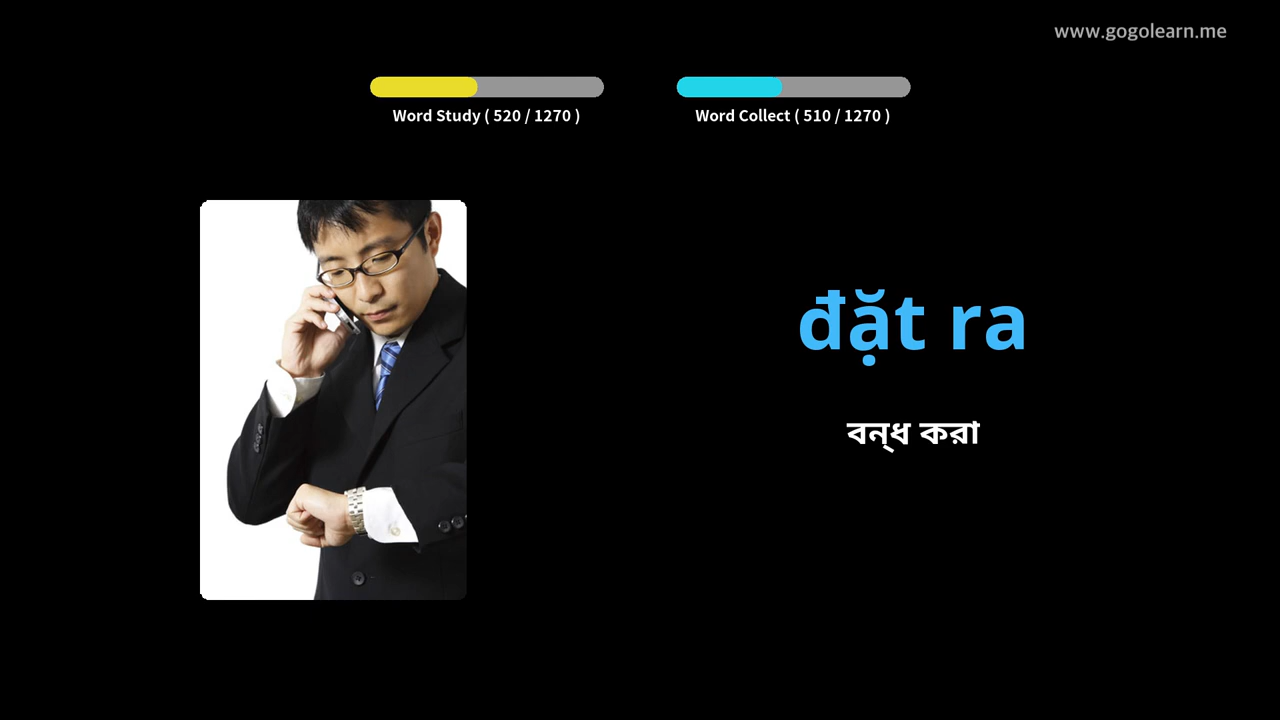 www.gogolearn.me
Word Study ( 520 / 1270 )
Word Collect ( 510 / 1270 )
đặt ra
বন্ধ করা